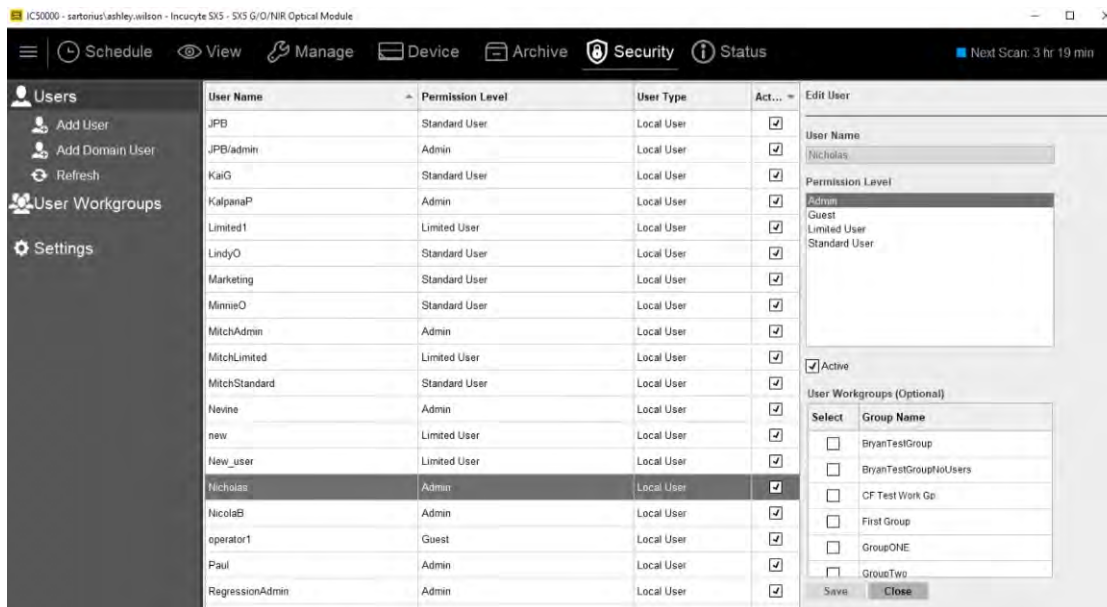 IC50000 - sartorius\ashley.wilson - Incucyte SX5 - SX5 G/O/NIR Optical Module
Schedule View Manage Device Archive Security Status Next Scan: 3 hr 19 min
Users
Add User
Add Domain User
Refresh
User Workgroups
Settings
User Name Permission Level User Type Act...
JPB Standard User Local User
JPB/admin Admin Local User
KaiG Standard User Local User
KalpanaP Admin Local User
Limited1 Limited User Local User
LindyO Standard User Local User
Marketing Standard User Local User
MinnieO Standard User Local User
MitchAdmin Admin Local User
MitchLimited Limited User Local User
MitchStandard Standard User Local User
Nevine Admin Local User
new Limited User Local User
New_user Limited User Local User
Nicholas Admin Local User
NicolaB Admin Local User
operator1 Guest Local User
Paul Admin Local User
RegressionAdmin Admin Local User
Edit User
User Name
Nicholas
Permission Level
Admin
Guest
Limited User
Standard User
Active
User Workgroups (Optional)
Select Group Name
BryanTestGroup
BryanTestGroupNoUsers
CF Test Work Gp
First Group
GroupONE
GroupTwo
Save Close